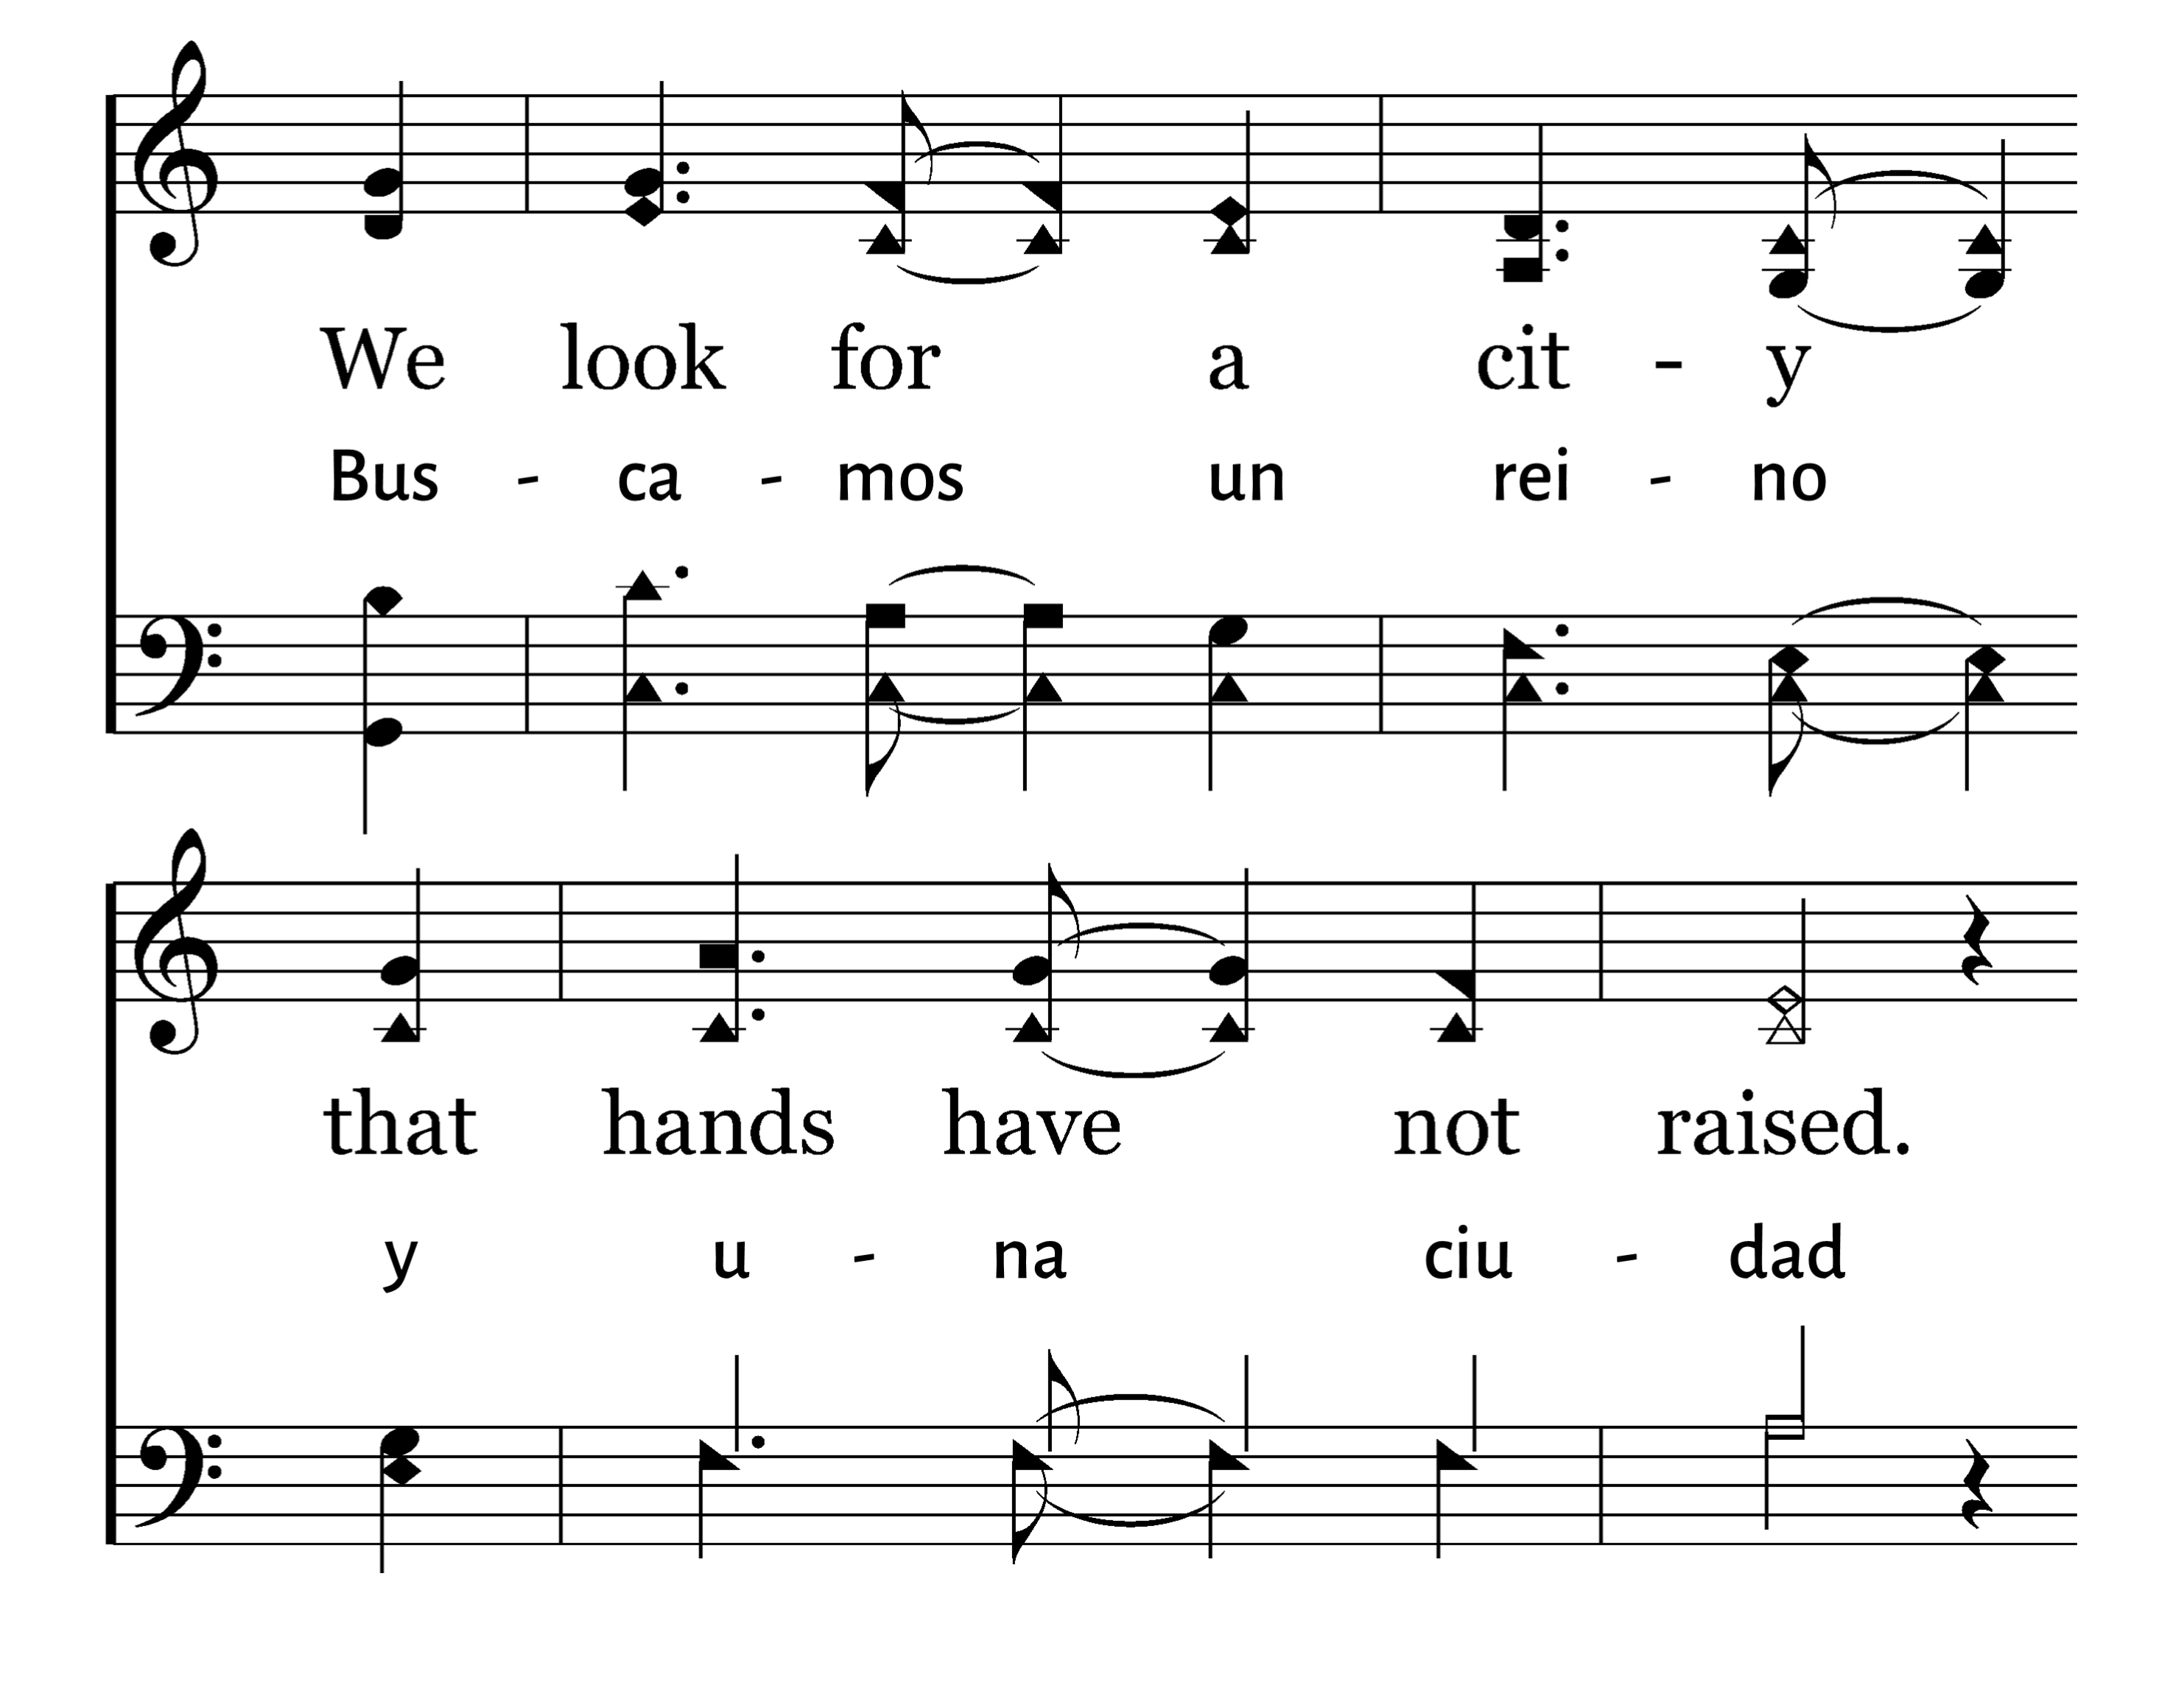 We look for a cit - y
Bus - ca - mos un rei - no
that hands have not raised.
y u - na ciu - dad